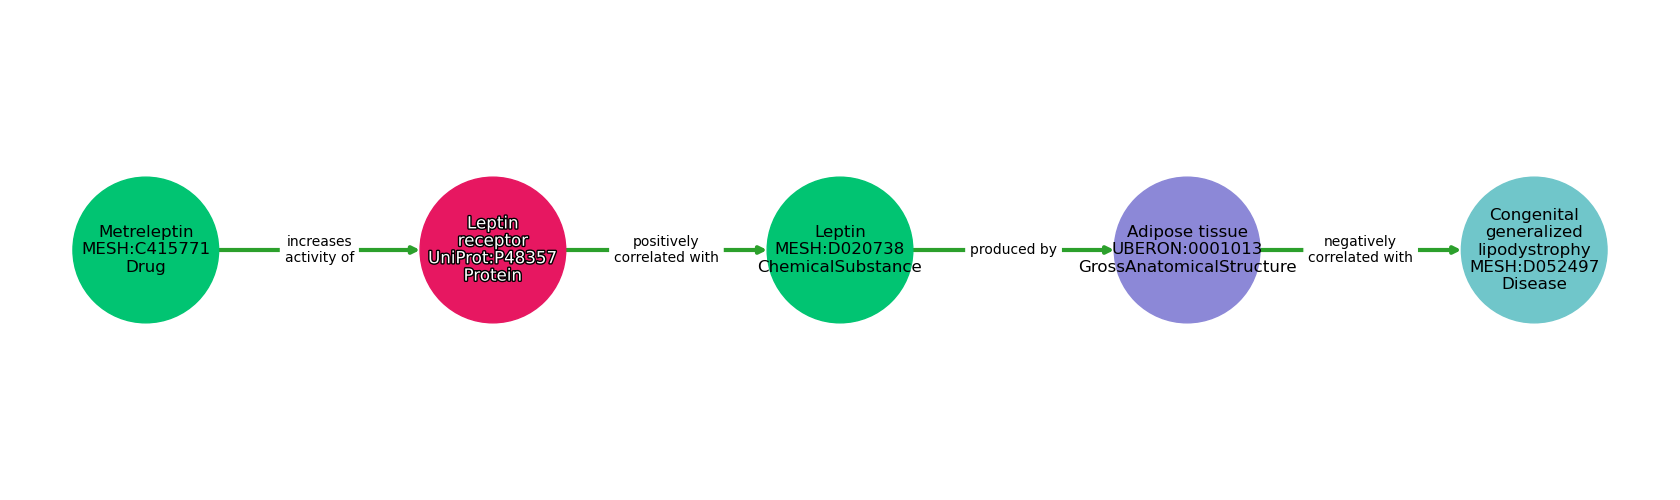 Metreleptin
MESH:C415771
Drug
increases
activity of
Leptin
receptor
UniProt:P48357
Protein
positively
correlated with
Leptin
MESH:D020738
ChemicalSubstance
produced by
Adipose tissue
UBERON:0001013
GrossAnatomicalStructure
negatively
correlated with
Congenital
generalized
lipodystrophy
MESH:D052497
Disease